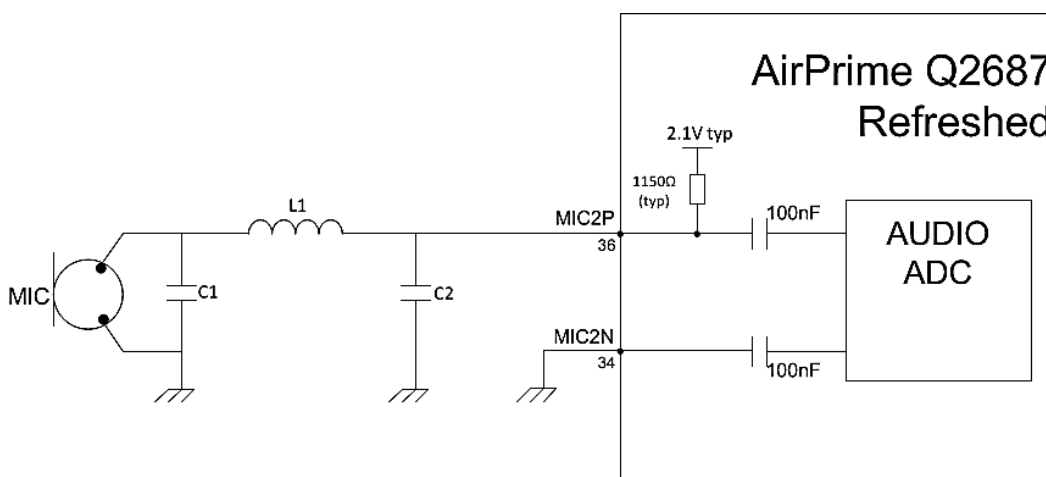 AirPrime Q2687
Refreshed
2.1V typ
1150Ω
(typ)
L1
MIC2P
36
100nF
AUDIO
ADC
MIC
C1
C2
MIC2N
34
100nF